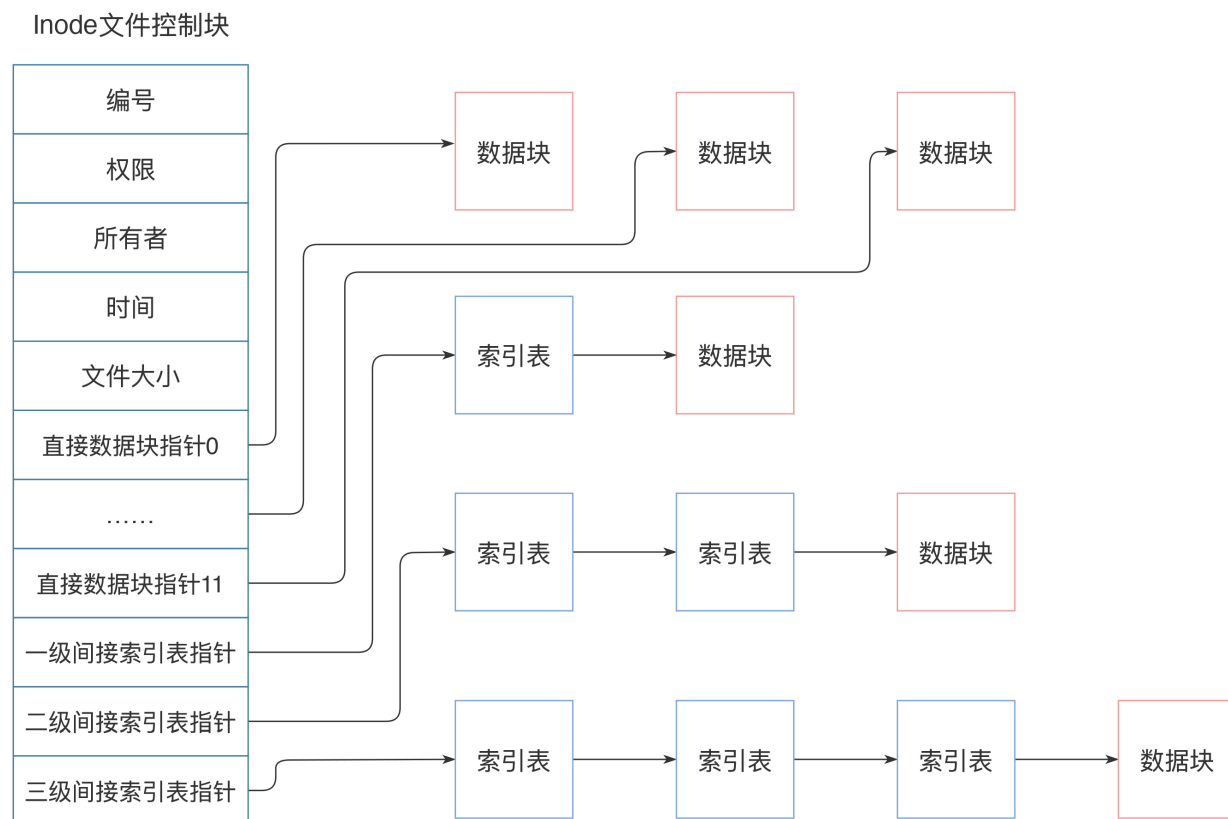 Inode文件控制块
编号
权限
所有者
时间
文件大小
直接数据块指针0
……
直接数据块指针11
一级间接索引表指针
二级间接索引表指针
三级间接索引表指针
数据块
数据块
数据块
索引表
数据块
索引表
索引表
数据块
索引表
索引表
索引表
数据块